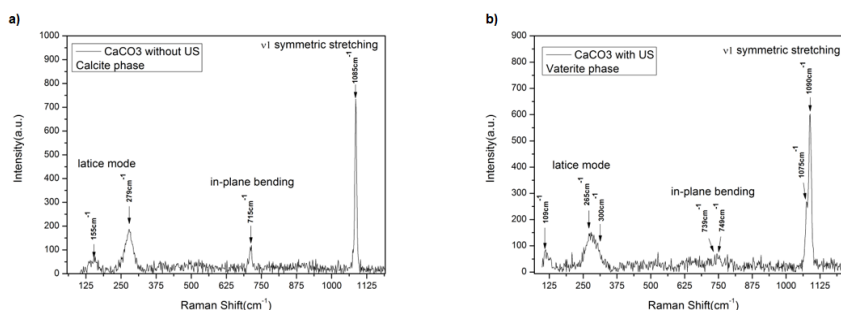 a)
CaCO3 without US
Calcite phase
ν1 symmetric stretching
1085cm-1
latice mode
279cm-1
155cm-1
in-plane bending
715cm-1
Intensity(a.u.)
1000
900
800
700
600
500
400
300
200
100
0
125 250 375 500 625 750 875 1000 1125
Raman Shift(cm-1)
b)
CaCO3 with US
Vaterite phase
ν1 symmetric stretching
1090cm-1
1075cm-1
latice mode
265cm-1
300cm-1
109cm-1
in-plane bending
739cm-1
749cm-1
Intensity(a.u.)
900
800
700
600
500
400
300
200
100
0
125 250 375 500 625 750 875 1000 1125
Raman Shift(cm-1)